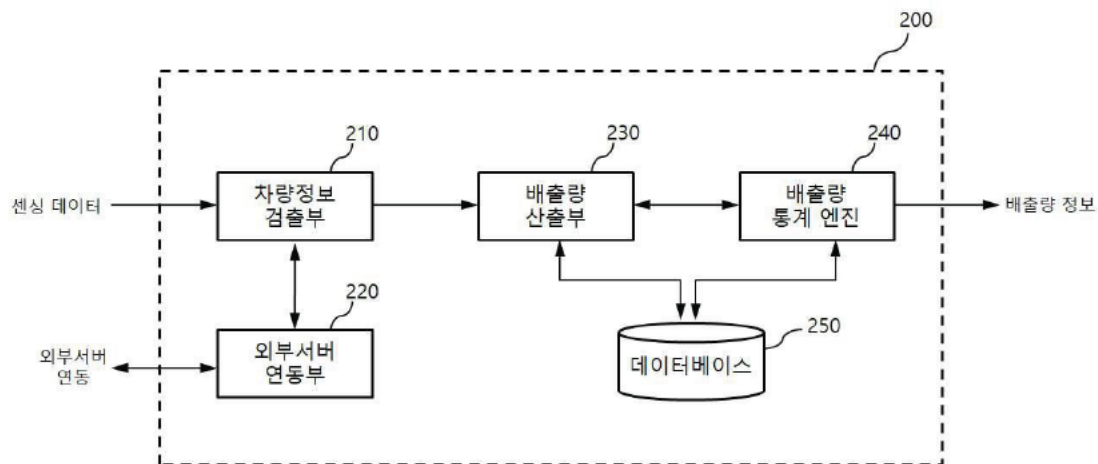 200
210
230
240
센싱 데이터
차량정보
검출부
배출량
산출부
배출량
통계 엔진
배출량 정보
220
250
외부서버
연동
외부서버
연동부
데이터베이스